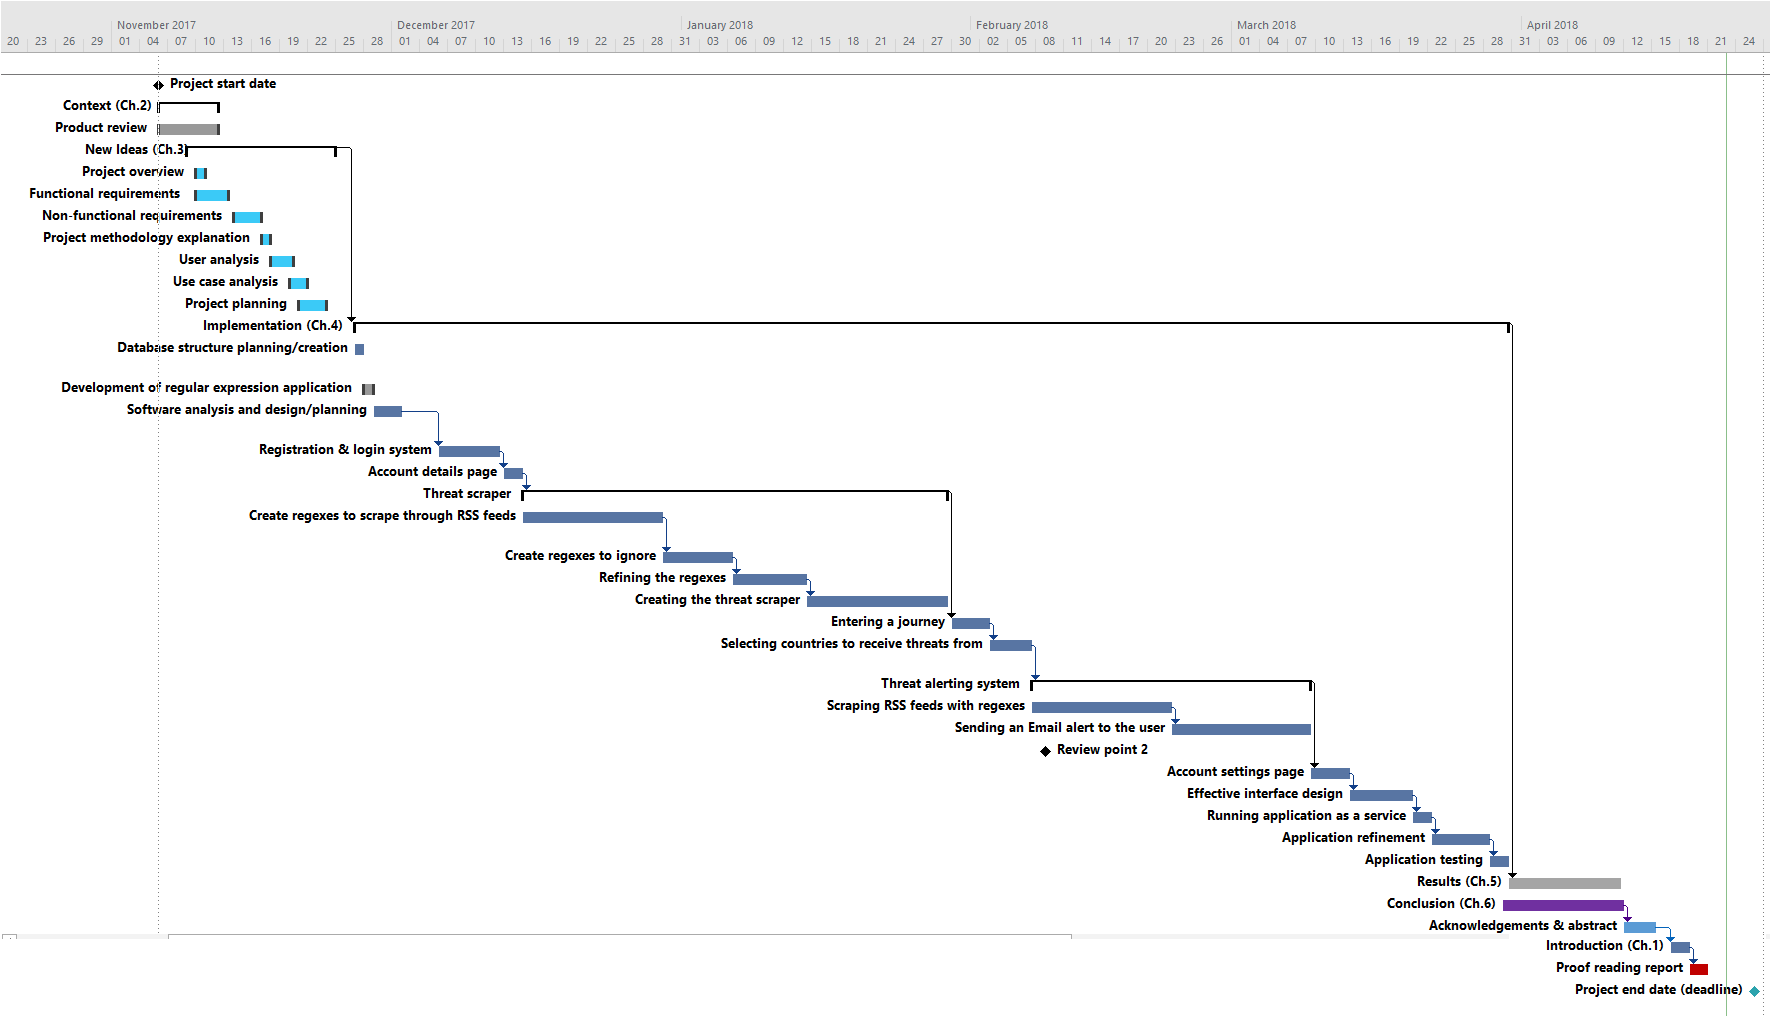 November 2017 December 2017 January 2018 February 2018 March 2018 April 2018
20 23 26 29 01 04 07 10 13 16 19 22 25 28 01 04 07 10 13 16 19 22 25 28 31 03 06 09 12 15 18 21 24 27 30 02 05 08 11 14 17 20 23 26 01 04 07 10 13 16 19 22 25 28 31 03 06 09 12 15 18 21 24
Project start date
Context (Ch.2)
Product review
New Ideas (Ch.3)
Project overview
Functional requirements
Non-functional requirements
Project methodology explanation
User analysis
Use case analysis
Project planning
Implementation (Ch.4)
Database structure planning/creation
Development of regular expression application
Software analysis and design/planning
Registration & login system
Account details page
Threat scraper
Create regexes to scrape through RSS feeds
Create regexes to ignore
Refining the regexes
Creating the threat scraper
Entering a journey
Selecting countries to receive threats from
Threat alerting system
Scraping RSS feeds with regexes
Sending an Email alert to the user
Review point 2
Account settings page
Effective interface design
Running application as a service
Application refinement
Application testing
Results (Ch.5)
Conclusion (Ch.6)
Acknowledgements & abstract
Introduction (Ch.1)
Proof reading report
Project end date (deadline)